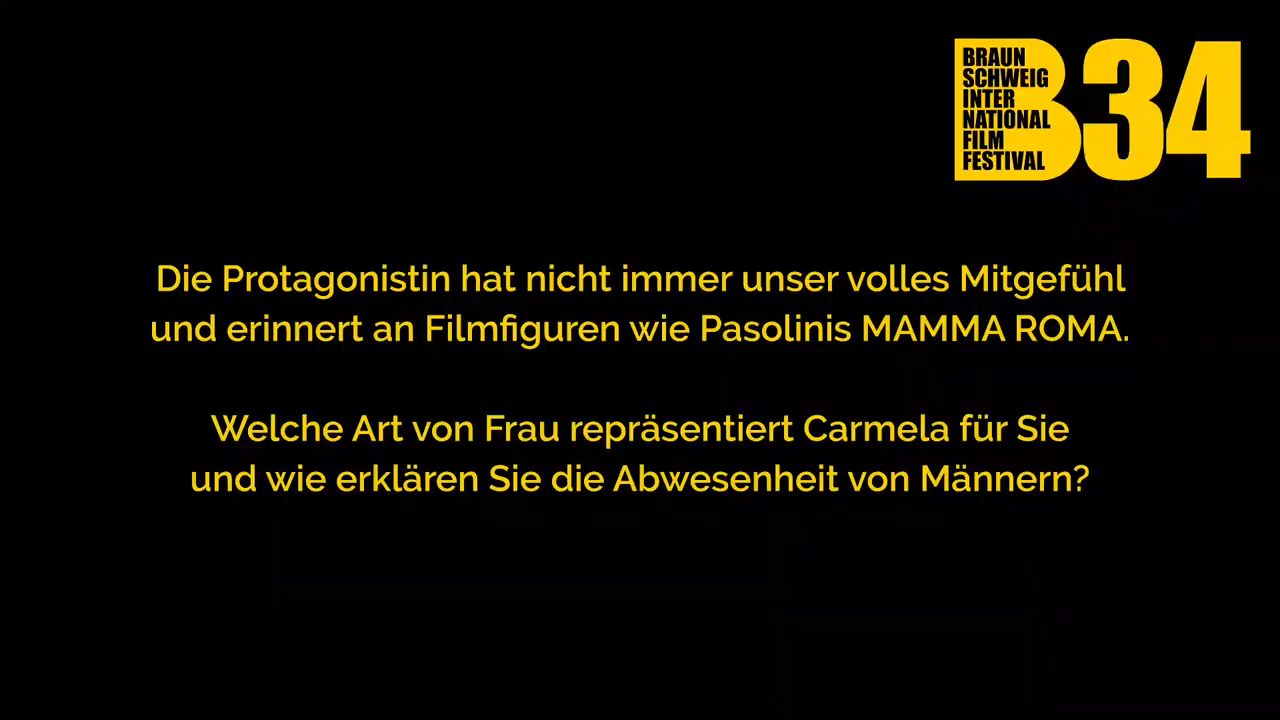 BRAUN
SCHWEIG
INTER
NATIONAL
FILM
FESTIVAL
B34
Die Protagonistin hat nicht immer unser volles Mitgefühl
und erinnert an Filmfiguren wie Pasolinis MAMMA ROMA.
Welche Art von Frau repräsentiert Carmela für Sie
und wie erklären Sie die Abwesenheit von Männern?